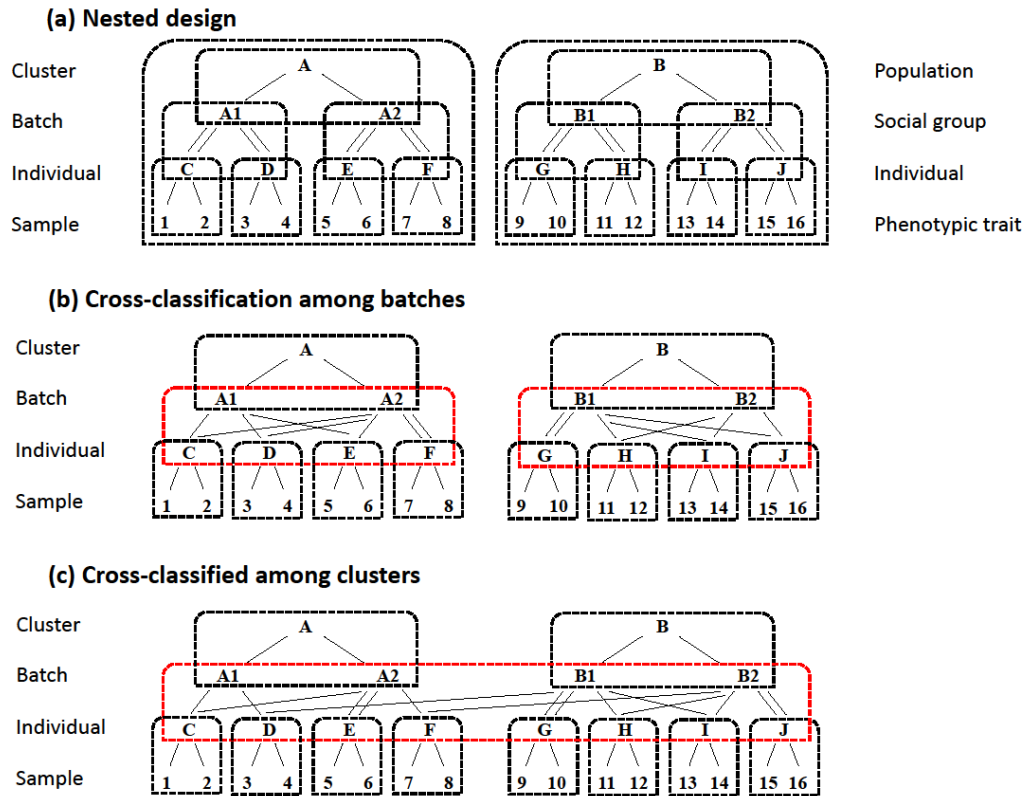 (a) Nested design
Cluster A B Population
Batch A1 A2 B1 B2 Social group
Individual C D E F G H I J Individual
Sample 1 2 3 4 5 6 7 8 9 10 11 12 13 14 15 16 Phenotypic trait
(b) Cross-classification among batches
Cluster A B
Batch A1 A2 B1 B2
Individual C D E F G H I J
Sample 1 2 3 4 5 6 7 8 9 10 11 12 13 14 15 16
(c) Cross-classified among clusters
Cluster A B
Batch A1 A2 B1 B2
Individual C D E F G H I J
Sample 1 2 3 4 5 6 7 8 9 10 11 12 13 14 15 16